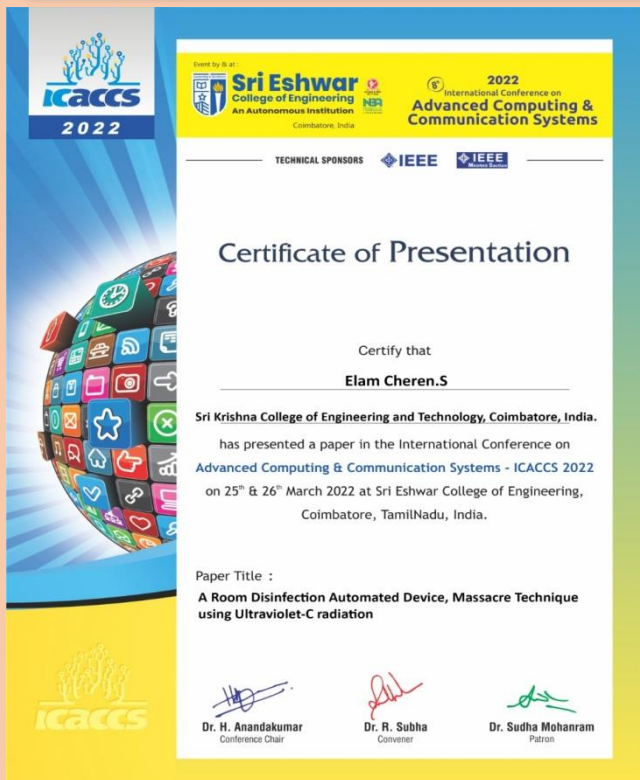 icaccs
2022
Event by & at :
Sri Eshwar
College of Engineering
An Autonomous Institution
Coimbatore, India
NBA
8th
2022
International Conference on
Advanced Computing &
Communication Systems
TECHNICAL SPONSORS
IEEE
IEEE
Madras Section
Certificate of Presentation
Certify that
Elam Cheren.S
Sri Krishna College of Engineering and Technology, Coimbatore, India.
has presented a paper in the International Conference on
Advanced Computing & Communication Systems - ICACCS 2022
on 25th & 26th March 2022 at Sri Eshwar College of Engineering,
Coimbatore, TamilNadu, India.
Paper Title :
A Room Disinfection Automated Device, Massacre Technique
using Ultraviolet-C radiation
Dr. H. Anandakumar
Conference Chair
Dr. R. Subha
Convener
Dr. Sudha Mohanram
Patron
icaccs